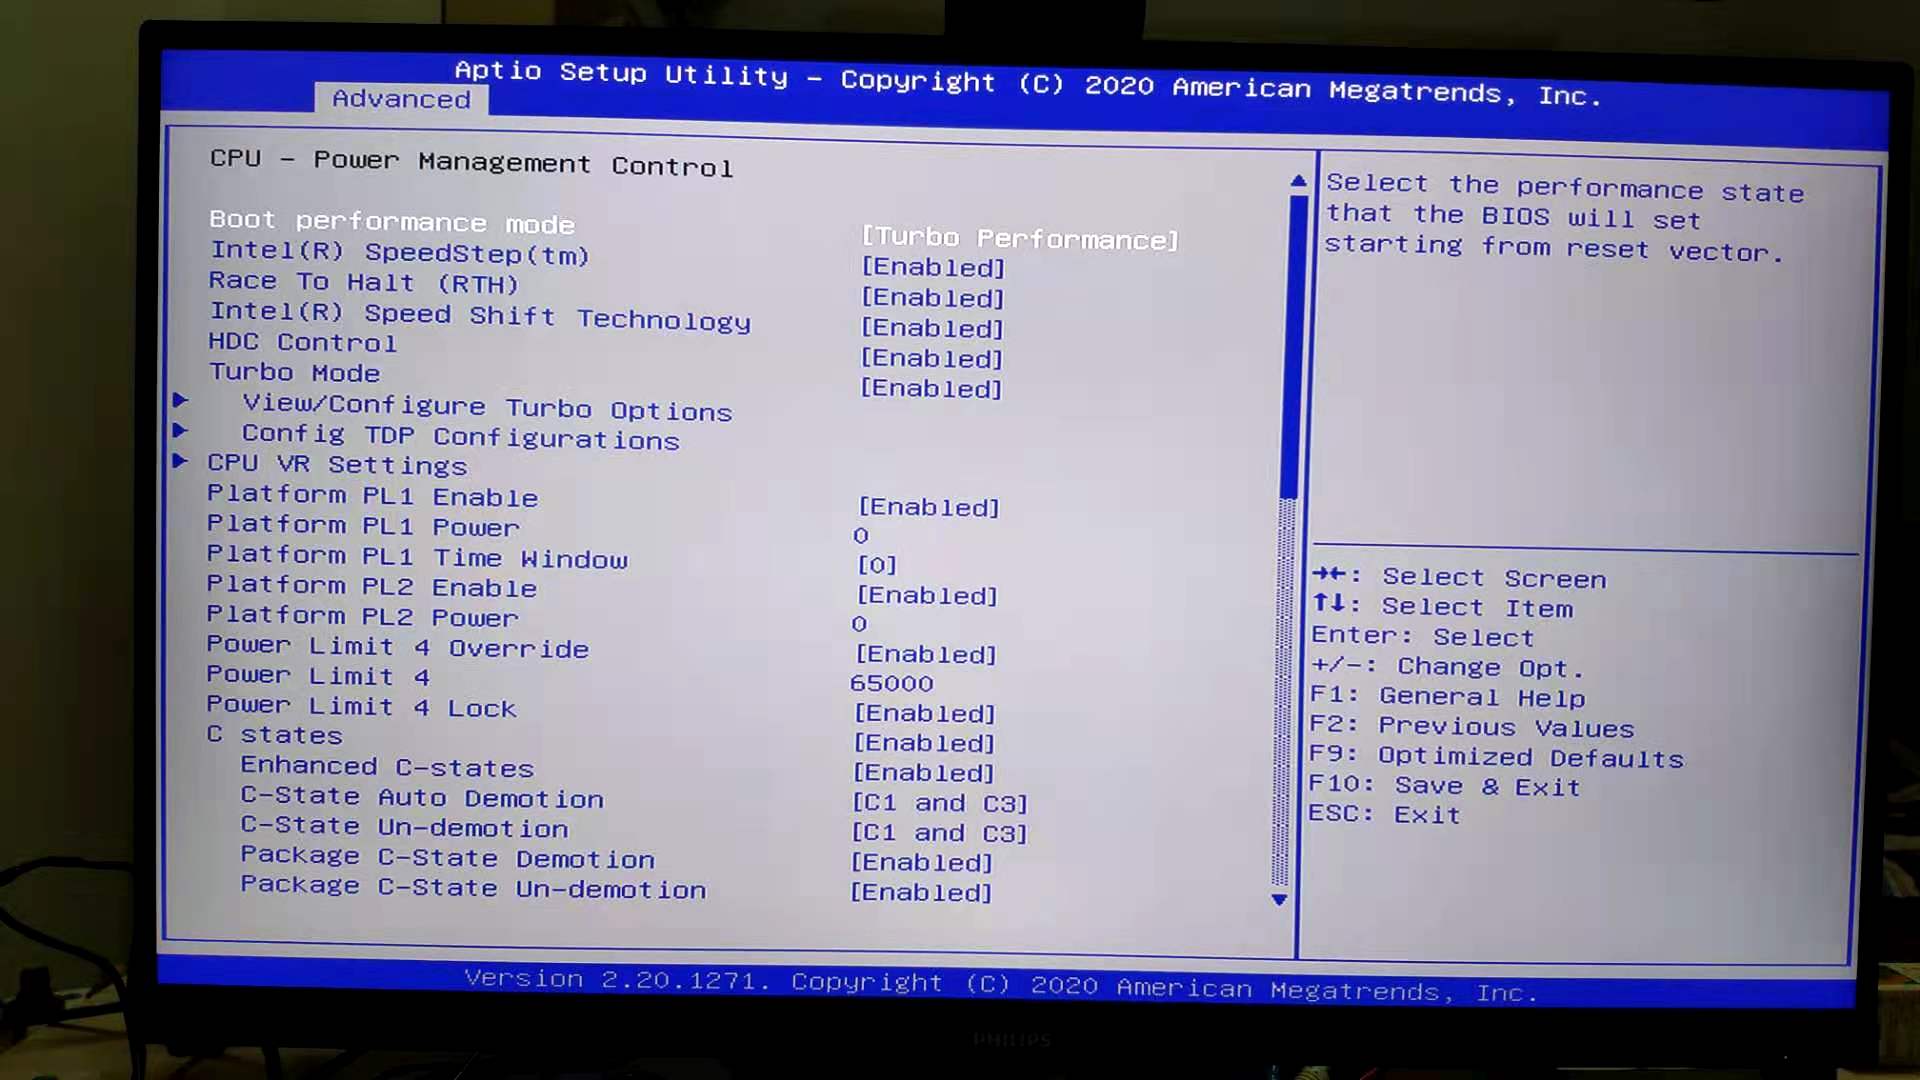 Aptio Setup Utility – Copyright (C) 2020 American Megatrends, Inc.
Advanced
CPU – Power Management Control
Boot performance mode [Turbo Performance]
Intel(R) SpeedStep(tm) [Enabled]
Race To Halt (RTH) [Enabled]
Intel(R) Speed Shift Technology [Enabled]
HDC Control [Enabled]
Turbo Mode [Enabled]
View/Configure Turbo Options
Config TDP Configurations
CPU VR Settings
Platform PL1 Enable [Enabled]
Platform PL1 Power 0
Platform PL1 Time Window [0]
Platform PL2 Enable [Enabled]
Platform PL2 Power 0
Power Limit 4 Override [Enabled]
Power Limit 4 65000
Power Limit 4 Lock [Enabled]
C states [Enabled]
Enhanced C-states [Enabled]
C-State Auto Demotion [C1 and C3]
C-State Un-demotion [C1 and C3]
Package C-State Demotion [Enabled]
Package C-State Un-demotion [Enabled]
Select the performance state
that the BIOS will set
starting from reset vector.
→←: Select Screen
↑↓: Select Item
Enter: Select
+/-: Change Opt.
F1: General Help
F2: Previous Values
F9: Optimized Defaults
F10: Save & Exit
ESC: Exit
Version 2.20.1271. Copyright (C) 2020 American Megatrends, Inc.
PHILIPS